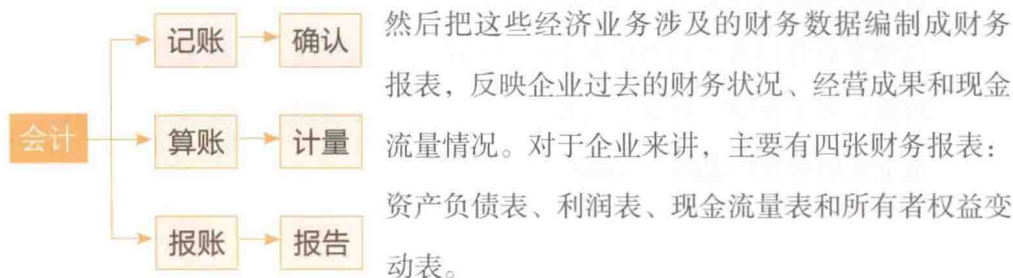 会计
记账 确认
算账 计量
报账 报告
然后把这些经济业务涉及的财务数据编制成财务
报表，反映企业过去的财务状况、经营成果和现金
流量情况。对于企业来讲，主要有四张财务报表：
资产负债表、利润表、现金流量表和所有者权益变
动表。